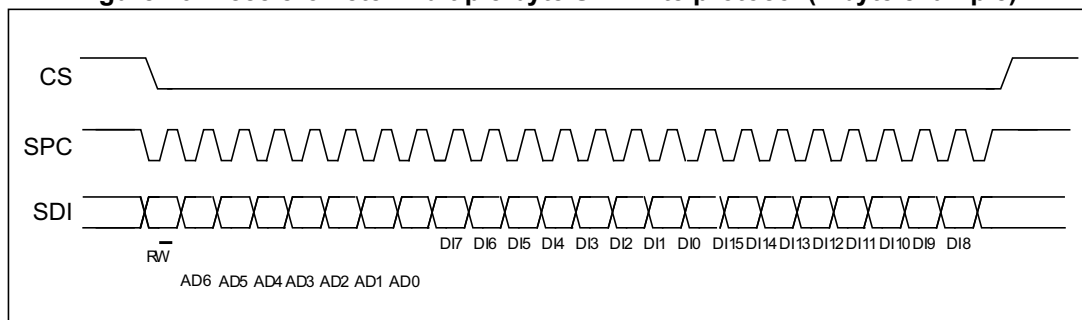 CS
SPC
SDI
RW
DI7 DI6 DI5 DI4 DI3 DI2 DI1 DI0 DI15 DI14 DI13 DI12 DI11 DI10 DI9 DI8
AD6 AD5 AD4 AD3 AD2 AD1 AD0